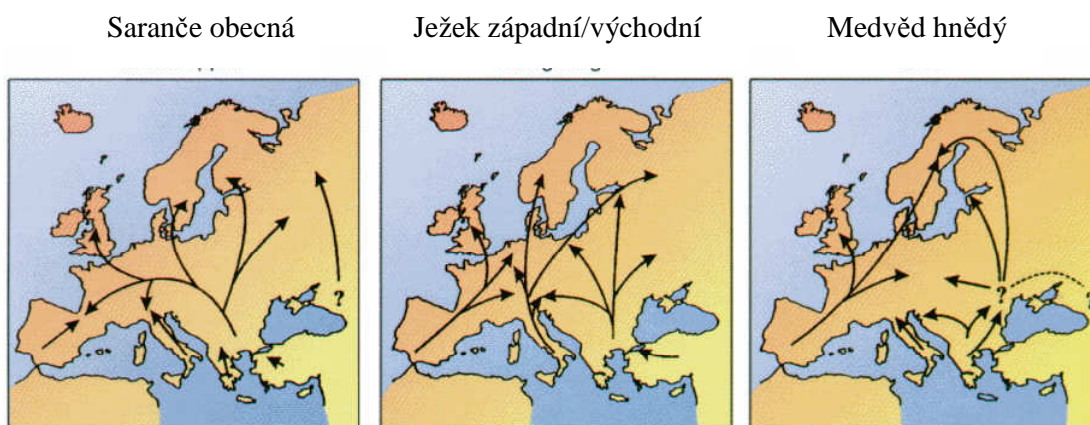 Saranče obecná
Ježek západní/východní
Medvěd hnědý
?
?